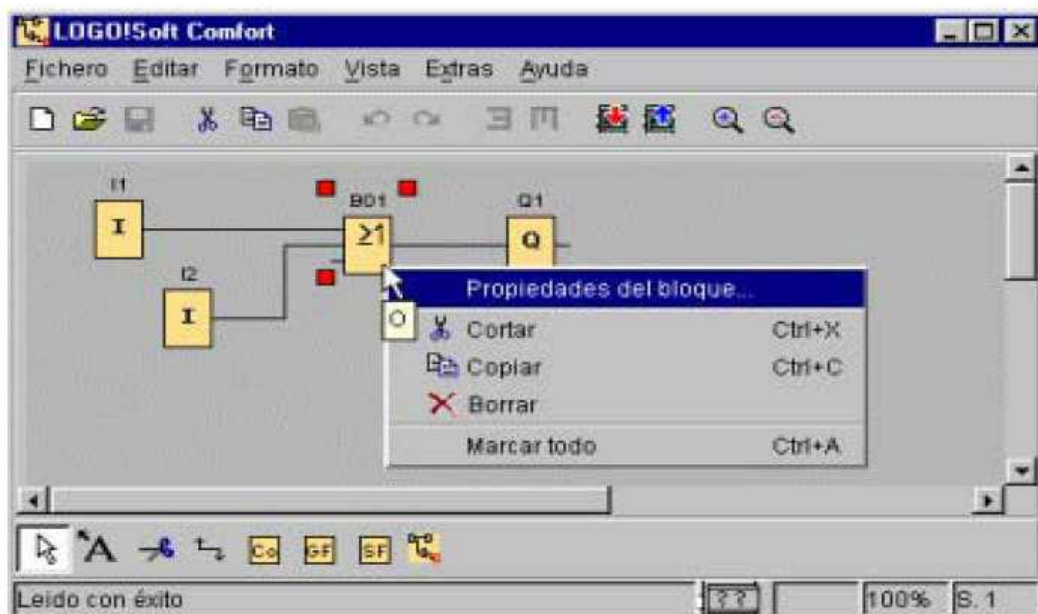 LOGO!Soft Comfort
Fichero Editar Formato Vista Extras Ayuda
I1
B01
Q1
I
≥1
Q
I2
I
Propiedades del bloque...
O
Cortar Ctrl+X
Copiar Ctrl+C
Borrar
Marcar todo Ctrl+A
A Co GF SF
Leido con éxito ?? 100% S. 1